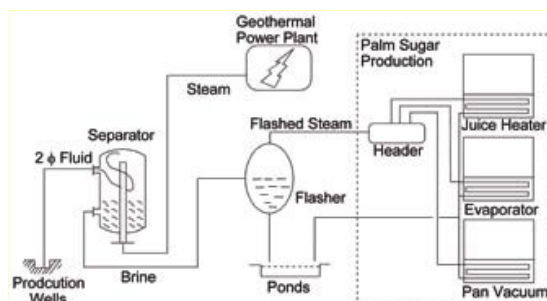 Geothermal
Power Plant
Palm Sugar
Production
Steam
Separator
Flashed Steam
Juice Heater
2 ϕ Fluid
Header
Flasher
Evaporator
Prodcution
Wells
Brine
Ponds
Pan Vacuum